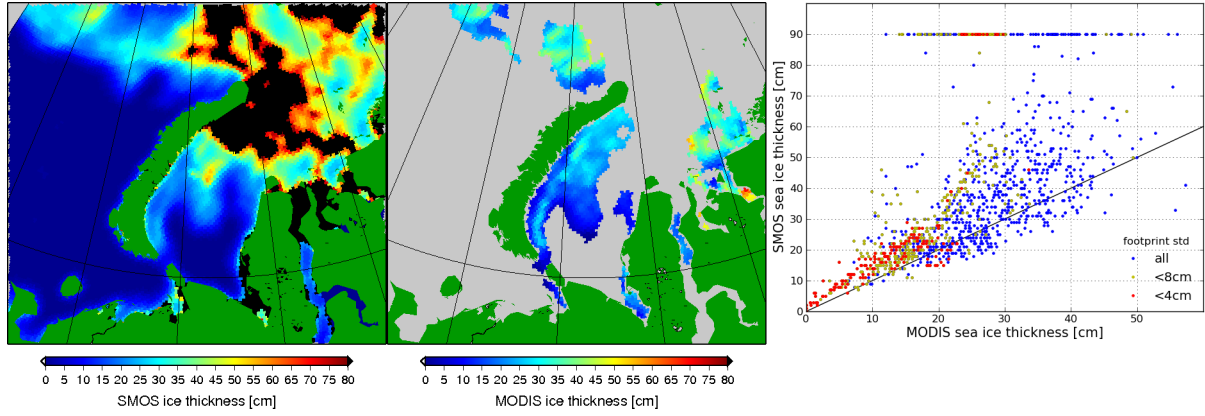 0 5 10 15 20 25 30 35 40 45 50 55 60 65 70 75 80
SMOS ice thickness [cm]
0 5 10 15 20 25 30 35 40 45 50 55 60 65 70 75 80
MODIS ice thickness [cm]
SMOS sea ice thickness [cm]
90
80
70
60
50
40
30
20
10
0
0 10 20 30 40 50
MODIS sea ice thickness [cm]
footprint std
all
<8cm
<4cm